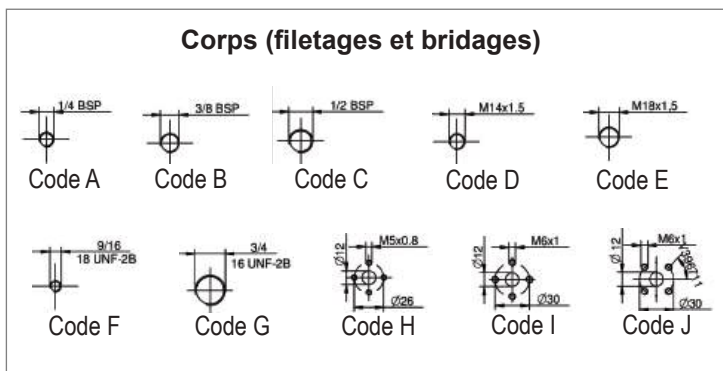 Corps (filetages et bridages)
1/4 BSP
3/8 BSP
1/2 BSP
M14x1.5
M18x1,5
Code A
Code B
Code C
Code D
Code E
9/16
18 UNF-2B
3/4
16 UNF-2B
Ø12
M5x0.8
Ø26
Ø12
M6x1
Ø30
Ø12
M6x1
Ø30
Code F
Code G
Code H
Code I
Code J